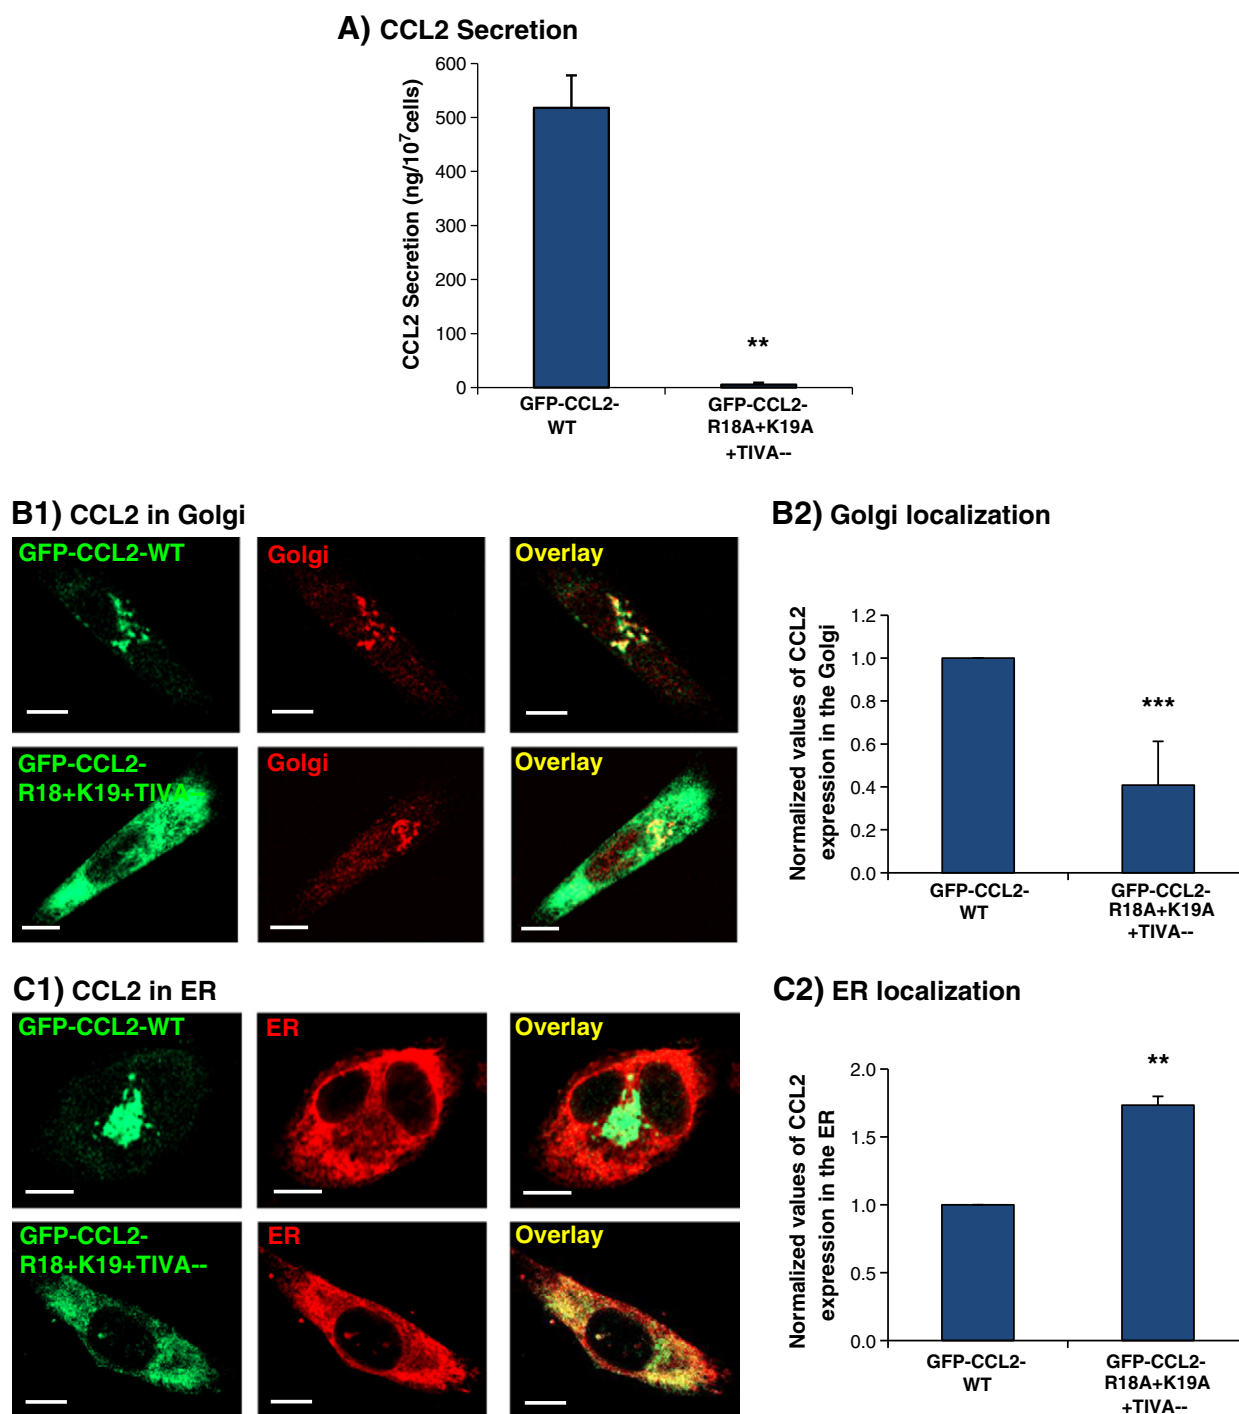 A) CCL2 Secretion
CCL2 Secretion (ng/10⁷cells)
600
500
400
300
200
100
0
**
GFP-CCL2-
WT
GFP-CCL2-
R18A+K19A
+TIVA--
B1) CCL2 in Golgi
GFP-CCL2-WT
Golgi
Overlay
GFP-CCL2-
R18+K19+TIVA--
Golgi
Overlay
B2) Golgi localization
Normalized values of CCL2
expression in the Golgi
1.2
1.0
0.8
0.6
0.4
0.2
0.0
***
GFP-CCL2-
WT
GFP-CCL2-
R18A+K19A
+TIVA--
C1) CCL2 in ER
GFP-CCL2-WT
ER
Overlay
GFP-CCL2-
R18+K19+TIVA--
ER
Overlay
C2) ER localization
Normalized values of CCL2
expression in the ER
2.0
1.5
1.0
0.5
0.0
**
GFP-CCL2-
WT
GFP-CCL2-
R18A+K19A
+TIVA--